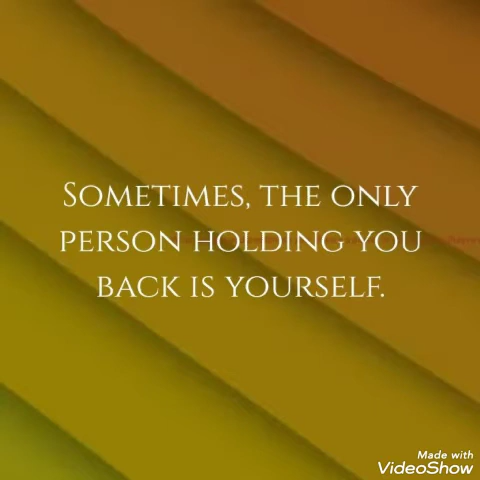 Sometimes, the only
person holding you
back is yourself.
Made with
VideoShow